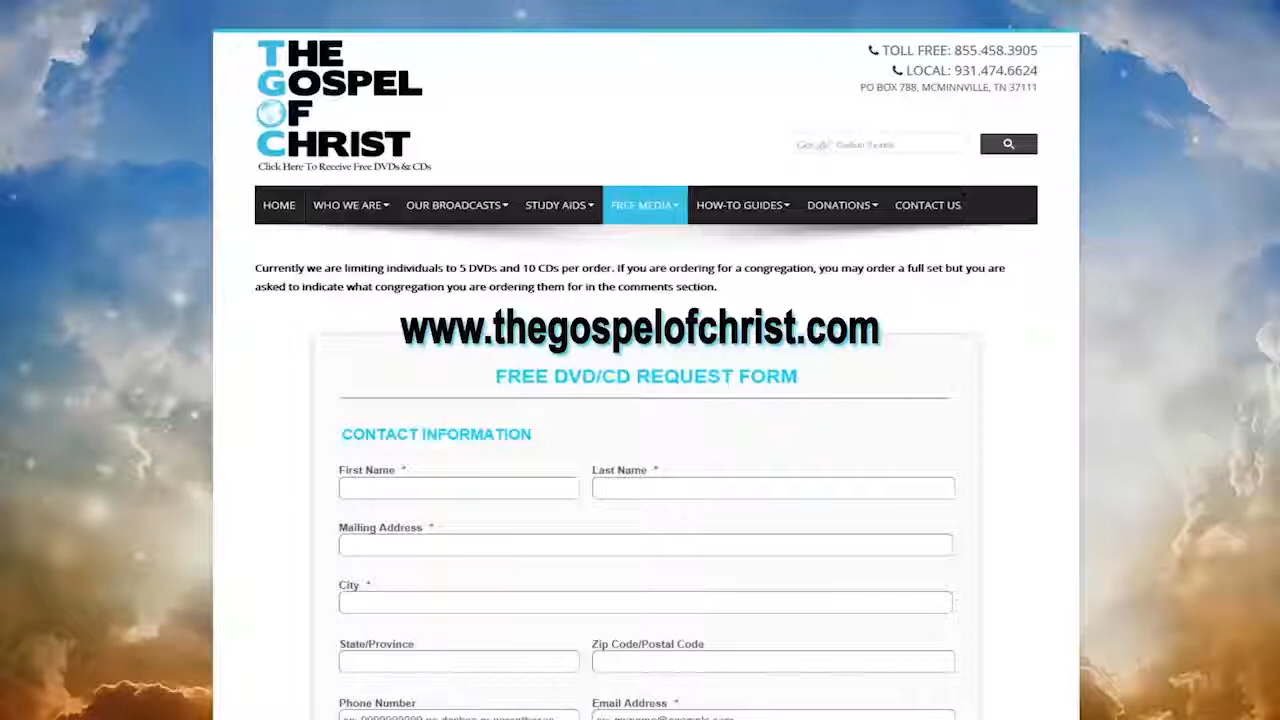 THE
GOSPEL
OF
CHRIST
Click Here To Receive Free DVDs & CDs
TOLL FREE: 855.458.3905
LOCAL: 931.474.6624
PO BOX 788, MCMINNVILLE, TN 37111
Google Custom Search
HOME WHO WE ARE OUR BROADCASTS STUDY AIDS FREE MEDIA HOW-TO GUIDES DONATIONS CONTACT US
Currently we are limiting individuals to 5 DVDs and 10 CDs per order. If you are ordering for a congregation, you may order a full set but you are
asked to indicate what congregation you are ordering them for in the comments section.
www.thegospelofchrist.com
FREE DVD/CD REQUEST FORM
CONTACT INFORMATION
First Name * Last Name *
Mailing Address *
City *
State/Province Zip Code/Postal Code
Phone Number Email Address *